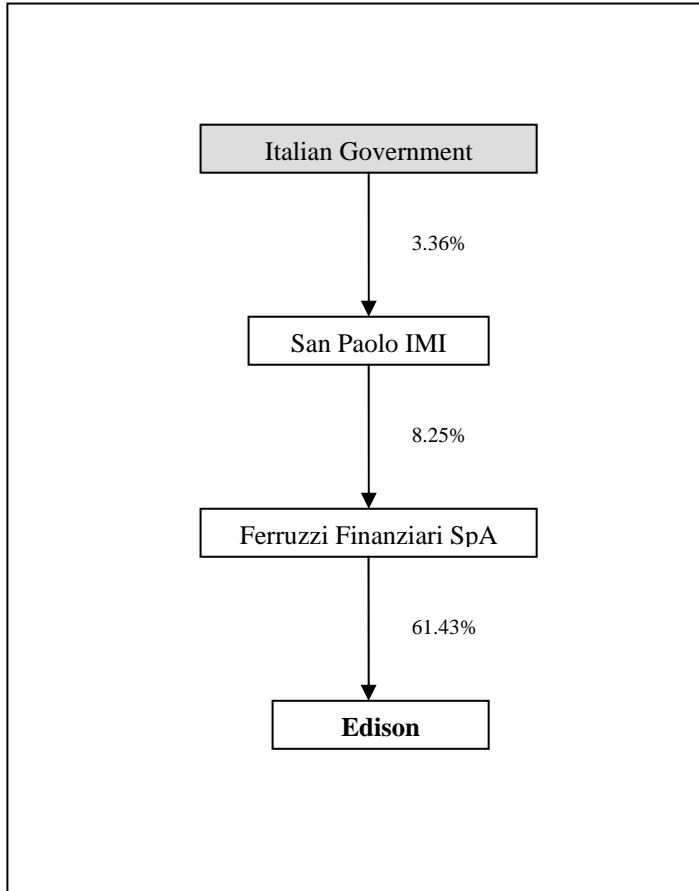 Italian Government
3.36%
San Paolo IMI
8.25%
Ferruzzi Finanziari SpA
61.43%
Edison